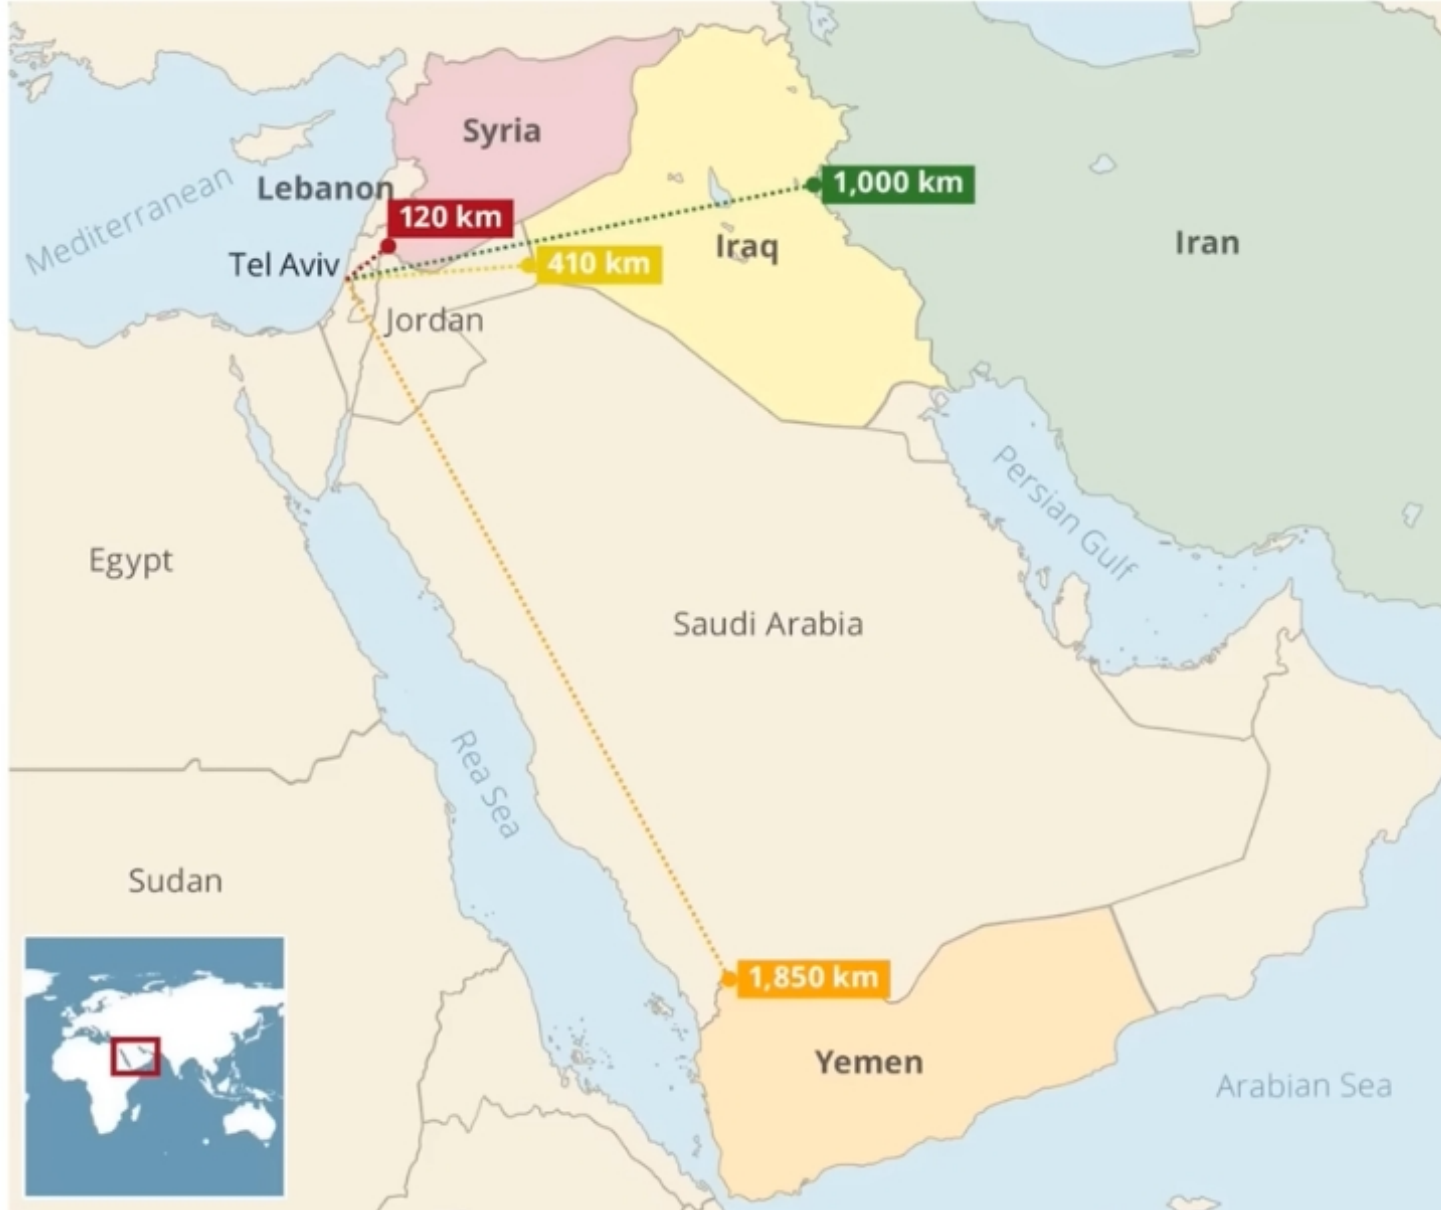 Syria
Mediterranean
Lebanon
1,000 km
120 km
Iran
Iraq
Tel Aviv
410 km
Jordan
Persian Gulf
Egypt
Saudi Arabia
Rea Sea
Sudan
1,850 km
Yemen
Arabian Sea